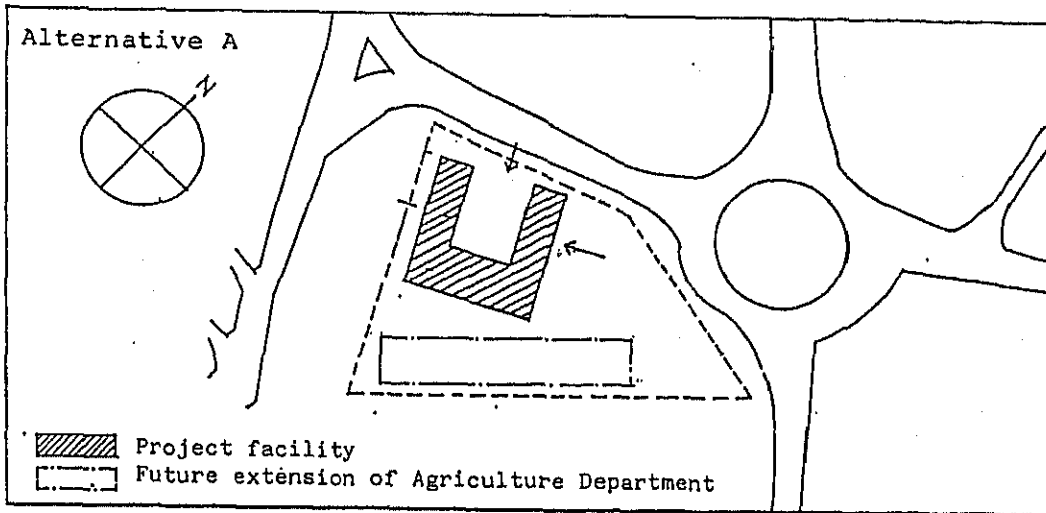 Alternative A
N
Project facility
Future extension of Agriculture Department